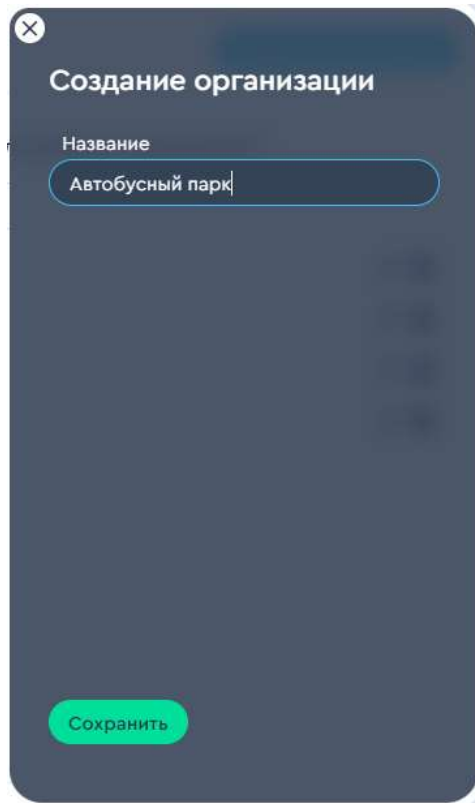 Создание организации
Название
Автобусный парк
Сохранить